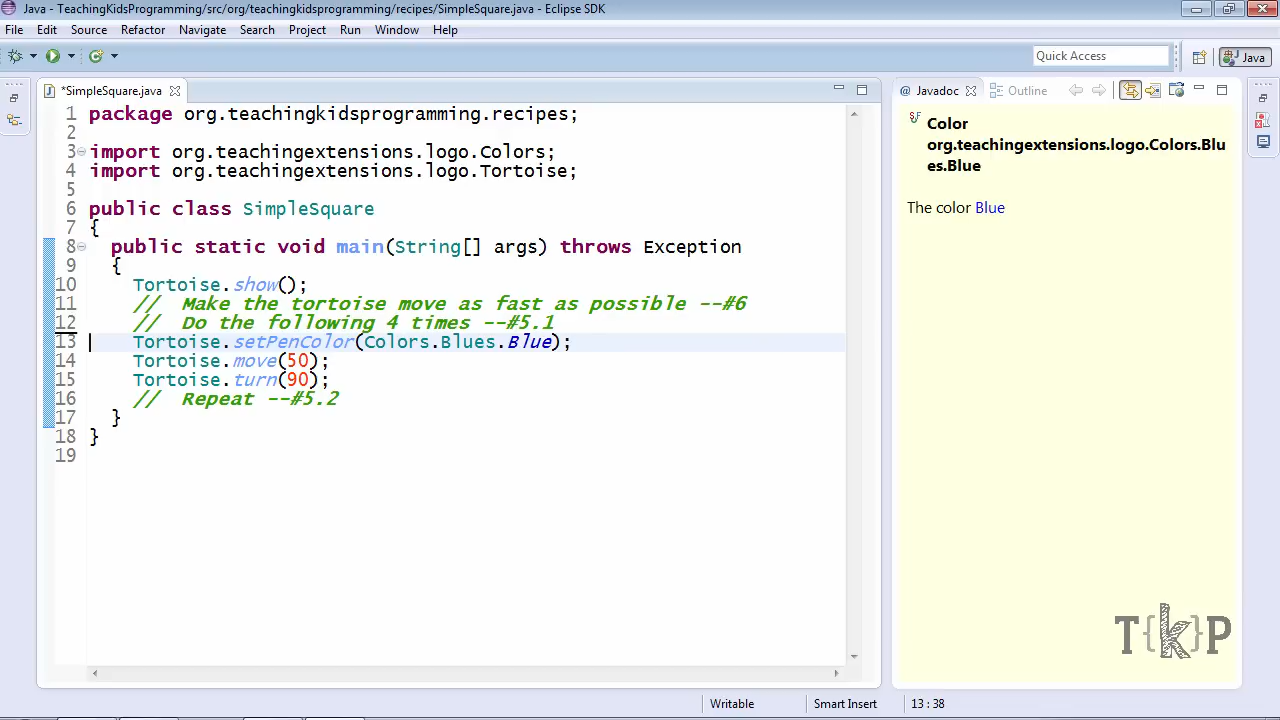 Java - TeachingKidsProgramming/src/org/teachingkidsprogramming/recipes/SimpleSquare.java - Eclipse SDK
File Edit Source Refactor Navigate Search Project Run Window Help
Quick Access
Java
*SimpleSquare.java
1 package org.teachingkidsprogramming.recipes;
2
3 import org.teachingextensions.logo.Colors;
4 import org.teachingextensions.logo.Tortoise;
5
6 public class SimpleSquare
7 {
8 public static void main(String[] args) throws Exception
9 {
10 Tortoise.show();
11 // Make the tortoise move as fast as possible --#6
12 // Do the following 4 times --#5.1
13 Tortoise.setPenColor(Colors.Blues.Blue);
14 Tortoise.move(50);
15 Tortoise.turn(90);
16 // Repeat --#5.2
17 }
18 }
19
@ Javadoc Outline
Color
org.teachingextensions.logo.Colors.Blu
es.Blue
The color Blue
T{k}P
Writable Smart Insert 13 : 38